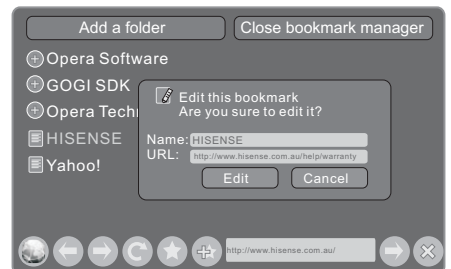 Add a folder
Close bookmark manager
Opera Software
GOGI SDK
Opera Techn
HISENSE
Yahoo!
Edit this bookmark
Are you sure to edit it?
Name: HISENSE
URL: http://www.hisense.com.au/help/warranty
Edit
Cancel
http://www.hisense.com.au/